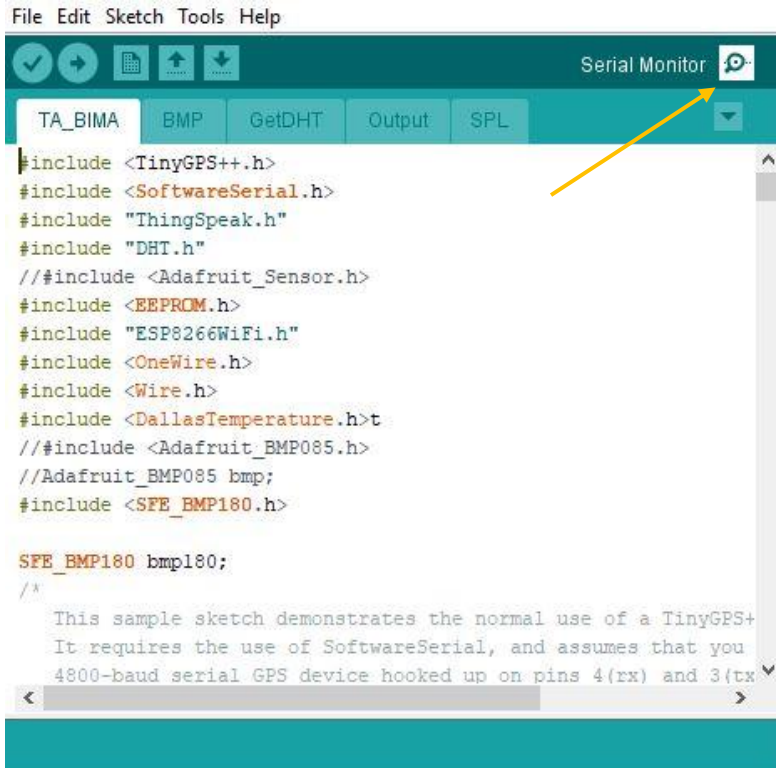 File Edit Sketch Tools Help
Serial Monitor
TA_BIMA BMP GetDHT Output SPL
#include <TinyGPS++.h>
#include <SoftwareSerial.h>
#include "ThingSpeak.h"
#include "DHT.h"
//#include <Adafruit_Sensor.h>
#include <EEPROM.h>
#include "ESP8266WiFi.h"
#include <OneWire.h>
#include <Wire.h>
#include <DallasTemperature.h>t
//#include <Adafruit_BMP085.h>
//Adafruit_BMP085 bmp;
#include <SFE_BMP180.h>
SFE_BMP180 bmp180;
/*
This sample sketch demonstrates the normal use of a TinyGPS+
It requires the use of SoftwareSerial, and assumes that you
4800-baud serial GPS device hooked up on pins 4(rx) and 3(tx